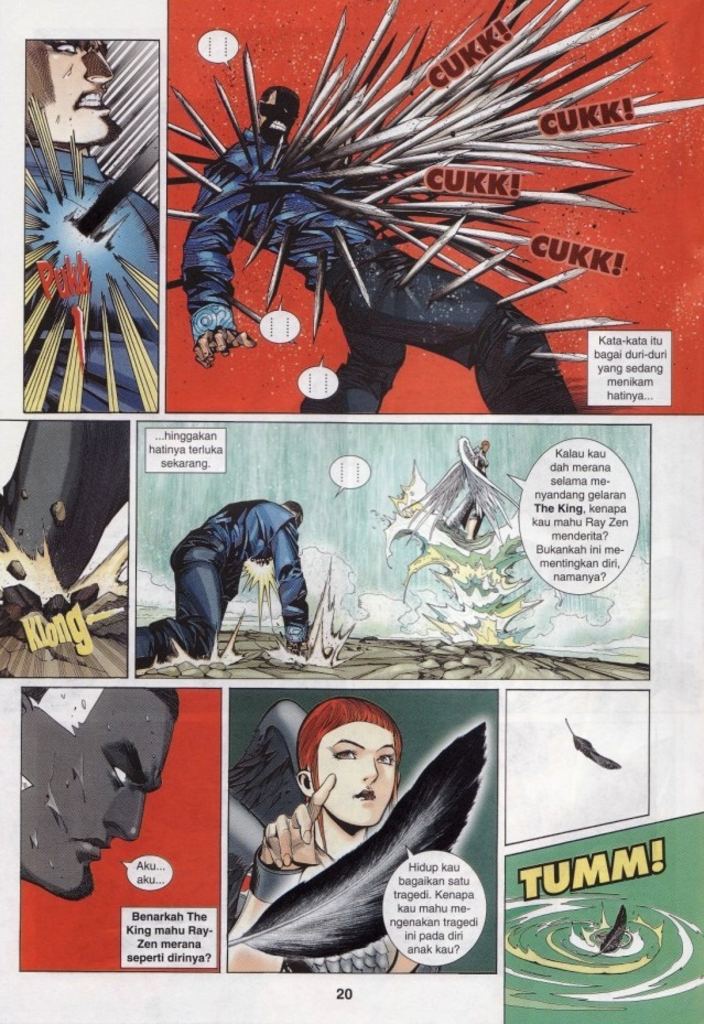 PUKK!
CUKK!
CUKK!
CUKK!
CUKK!
Kata-kata itu
bagai duri-duri
yang sedang
menikam
hatinya...
Klong
...hinggakan
hatinya terluka
sekarang.
Kalau kau
dah merana
selama me-
nyandang gelaran
The King, kenapa
kau mahu Ray Zen
menderita?
Bukankah ini me-
mentingkan diri,
namanya?
Aku...
aku...
Benarkah The
King mahu Ray-
Zen merana
seperti dirinya?
Hidup kau
bagaikan satu
tragedi. Kenapa
kau mahu me-
ngenakan tragedi
ini pada diri
anak kau?
TUMM!
20